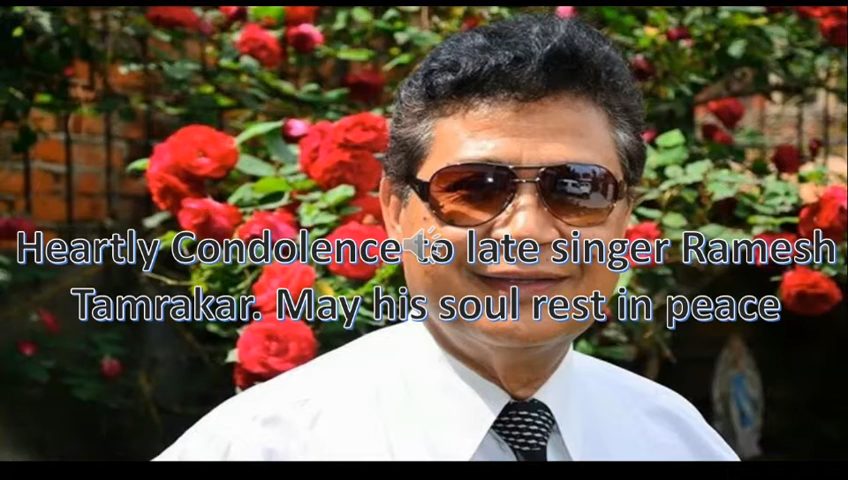 Heartly Condolence to late singer Ramesh
Tamrakar. May his soul rest in peace